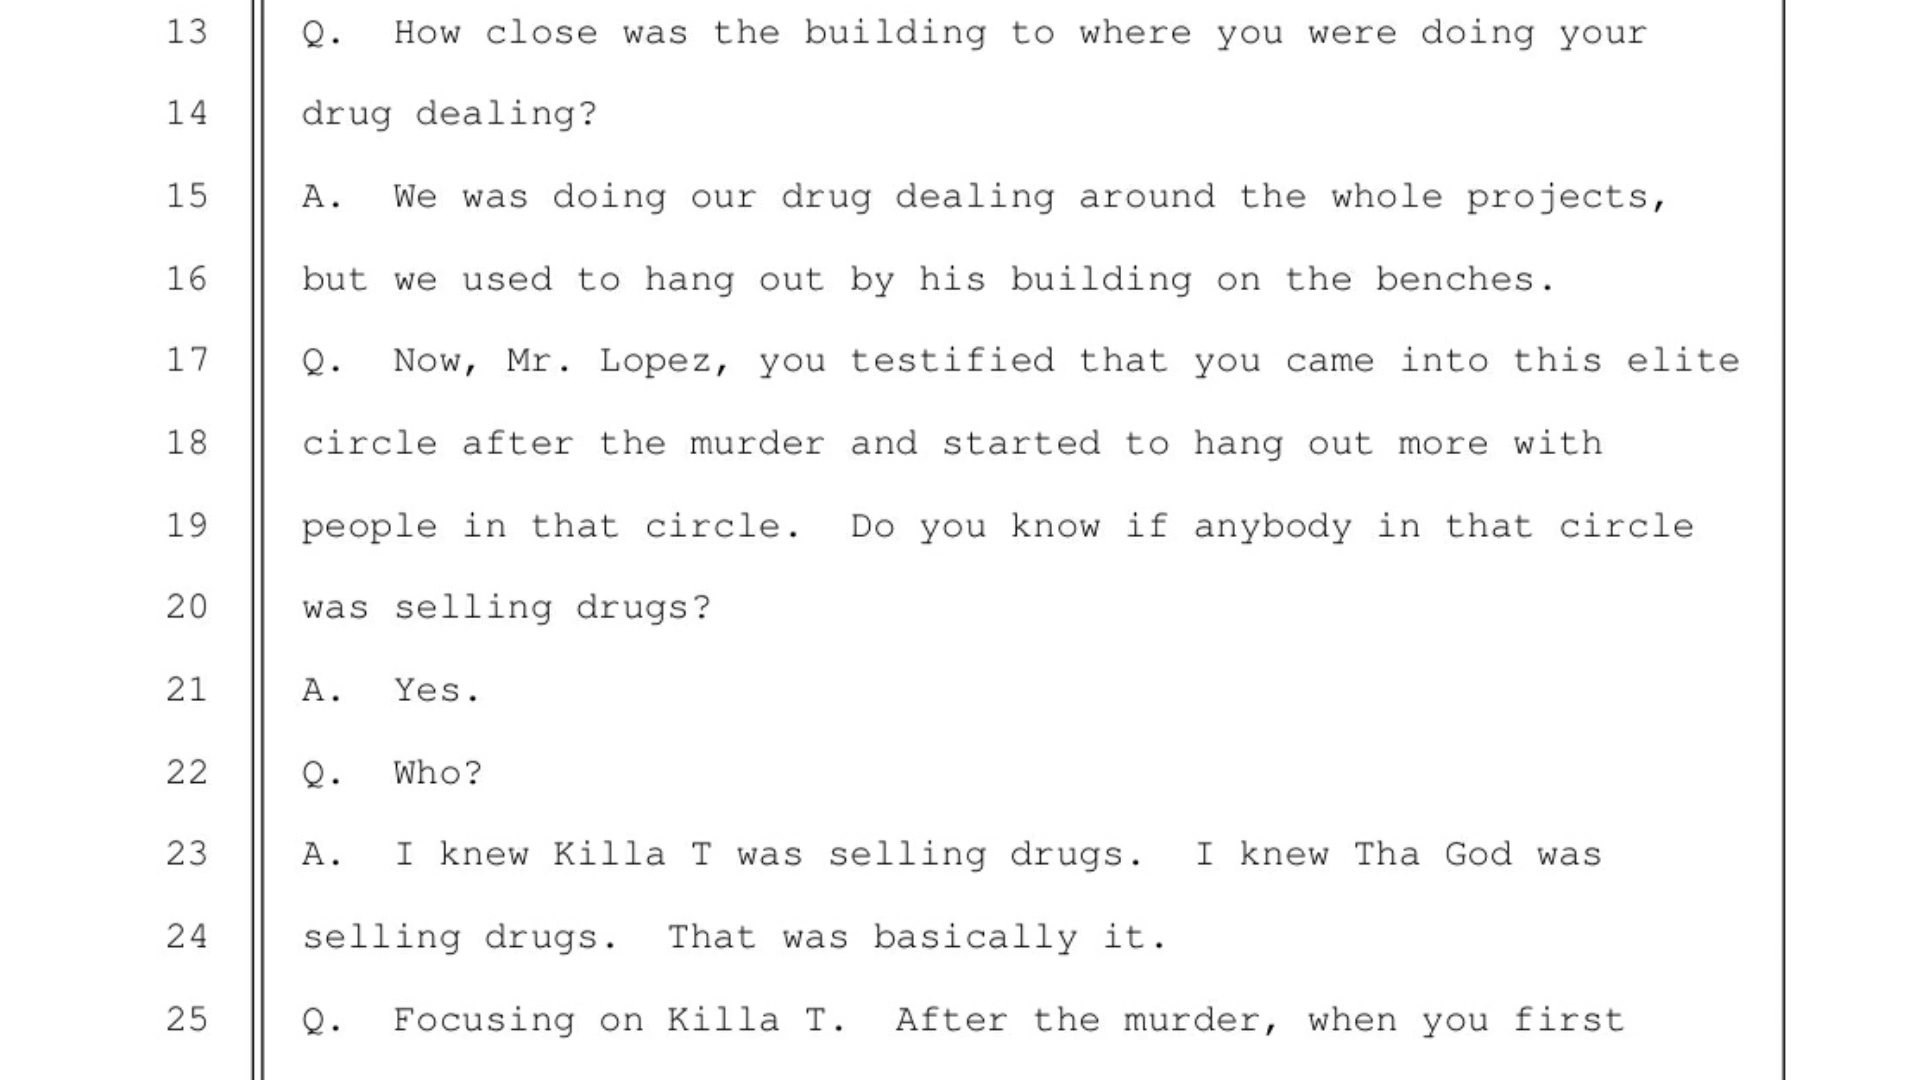 13 Q. How close was the building to where you were doing your
14 drug dealing?
15 A. We was doing our drug dealing around the whole projects,
16 but we used to hang out by his building on the benches.
17 Q. Now, Mr. Lopez, you testified that you came into this elite
18 circle after the murder and started to hang out more with
19 people in that circle. Do you know if anybody in that circle
20 was selling drugs?
21 A. Yes.
22 Q. Who?
23 A. I knew Killa T was selling drugs. I knew Tha God was
24 selling drugs. That was basically it.
25 Q. Focusing on Killa T. After the murder, when you first